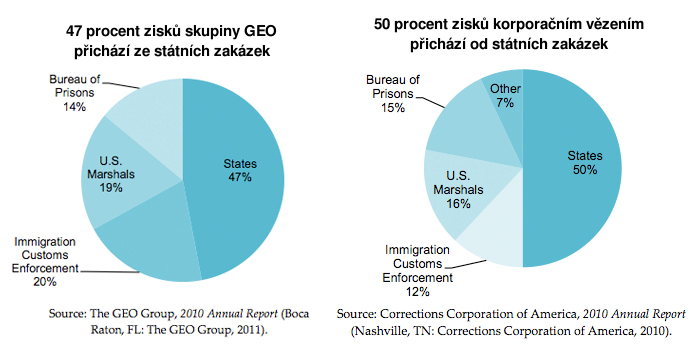 47 procent zisků skupiny GEO
přichází ze státních zakázek
Bureau of
Prisons
14%
States
47%
U.S.
Marshals
19%
Immigration
Customs
Enforcement
20%
Source: The GEO Group, 2010 Annual Report (Boca
Raton, FL: The GEO Group, 2011).
50 procent zisků korporačním vězením
přichází od státních zakázek
Other
7%
Bureau of
Prisons
15%
States
50%
U.S.
Marshals
16%
Immigration
Customs
Enforcement
12%
Source: Corrections Corporation of America, 2010 Annual Report
(Nashville, TN: Corrections Corporation of America, 2010).